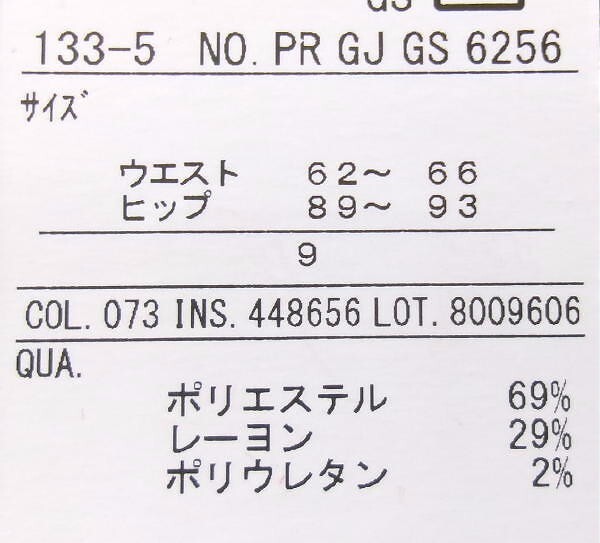 GS
133-5 NO. PR GJ GS 6256
サイズ
ウエスト 62〜 66
ヒップ 89〜 93
9
COL. 073 INS. 448656 LOT. 8009606
QUA.
ポリエステル 69%
レーヨン 29%
ポリウレタン 2%